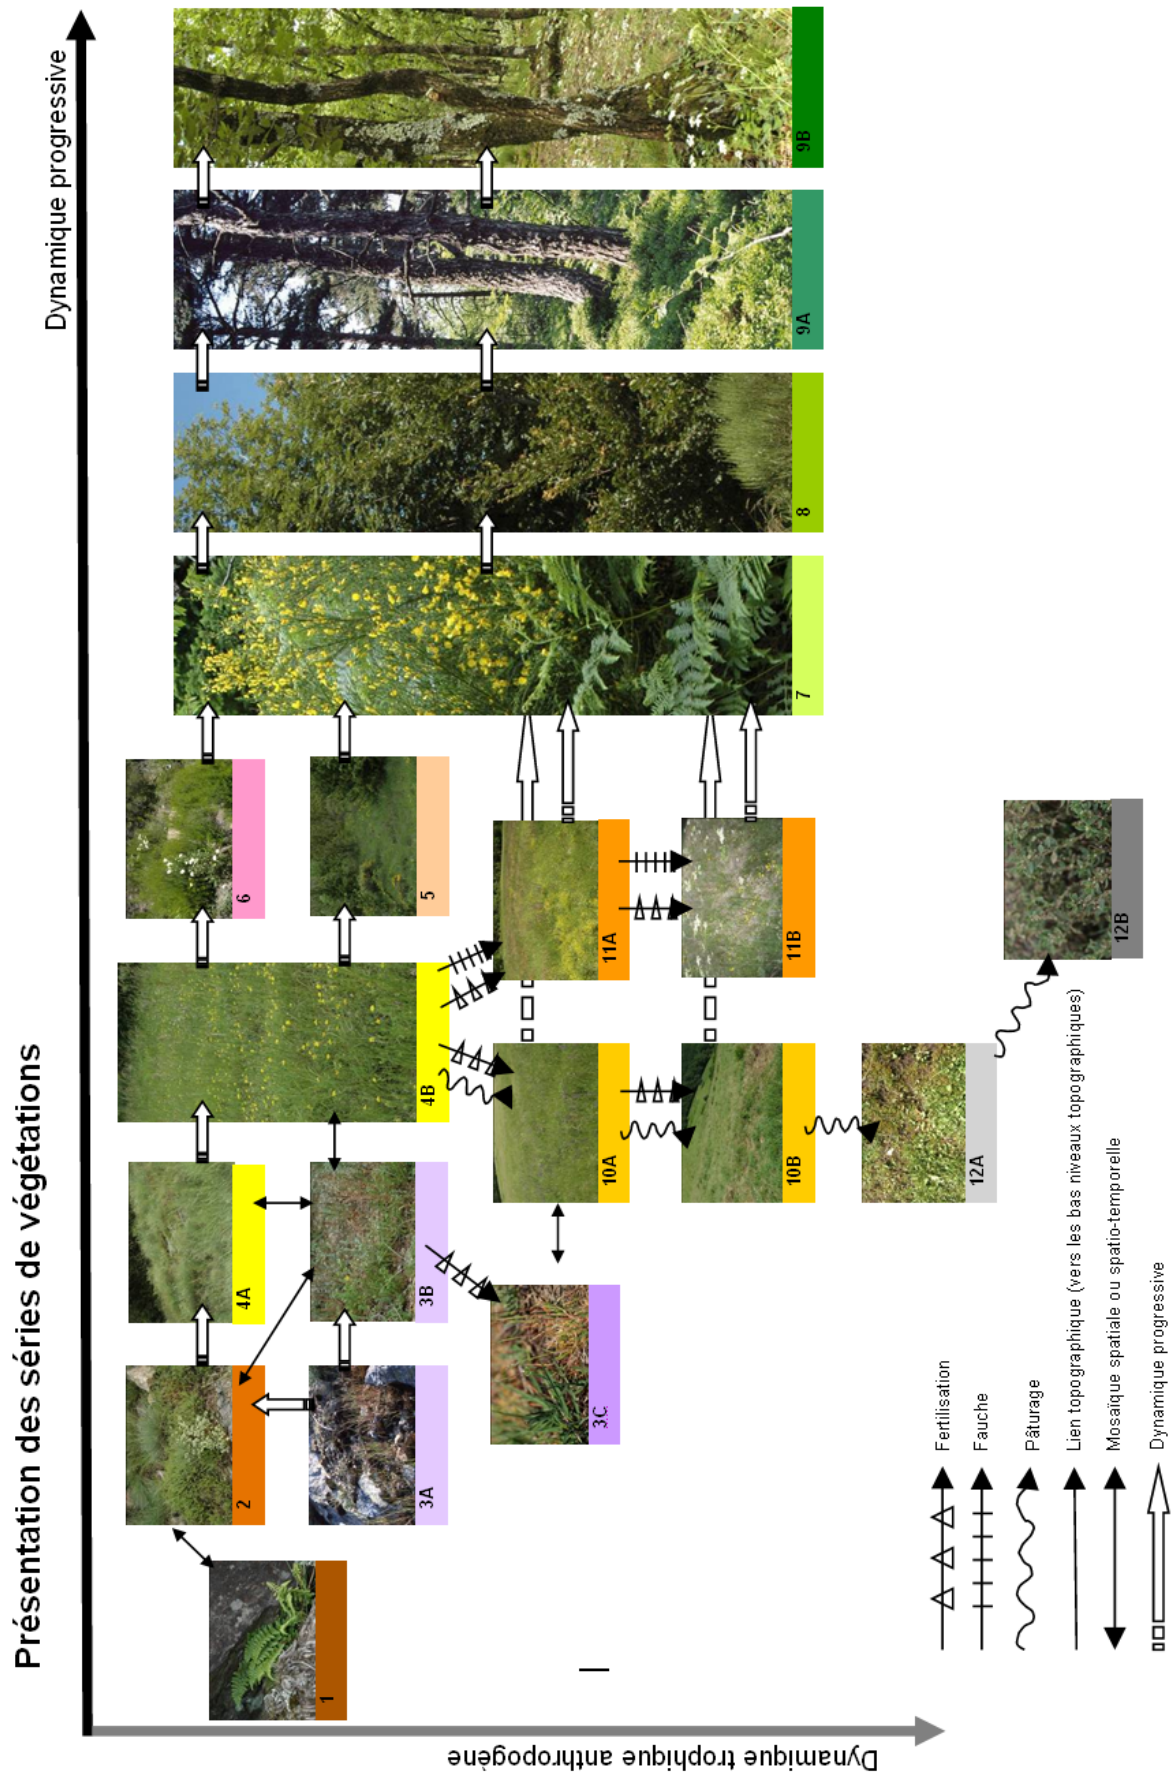 Présentation des séries de végétations
Dynamique progressive
Dynamique trophique anthropogène
1
2
3A
4A
3B
3.C
4B
6
5
10A
11A
10B
11B
12A
12B
7
8
9A
9B
Fertilisation
Fauche
Pâturage
Lien topographique (vers les bas niveaux topographiques)
Mosaïque spatiale ou spatio-temporelle
Dynamique progressive